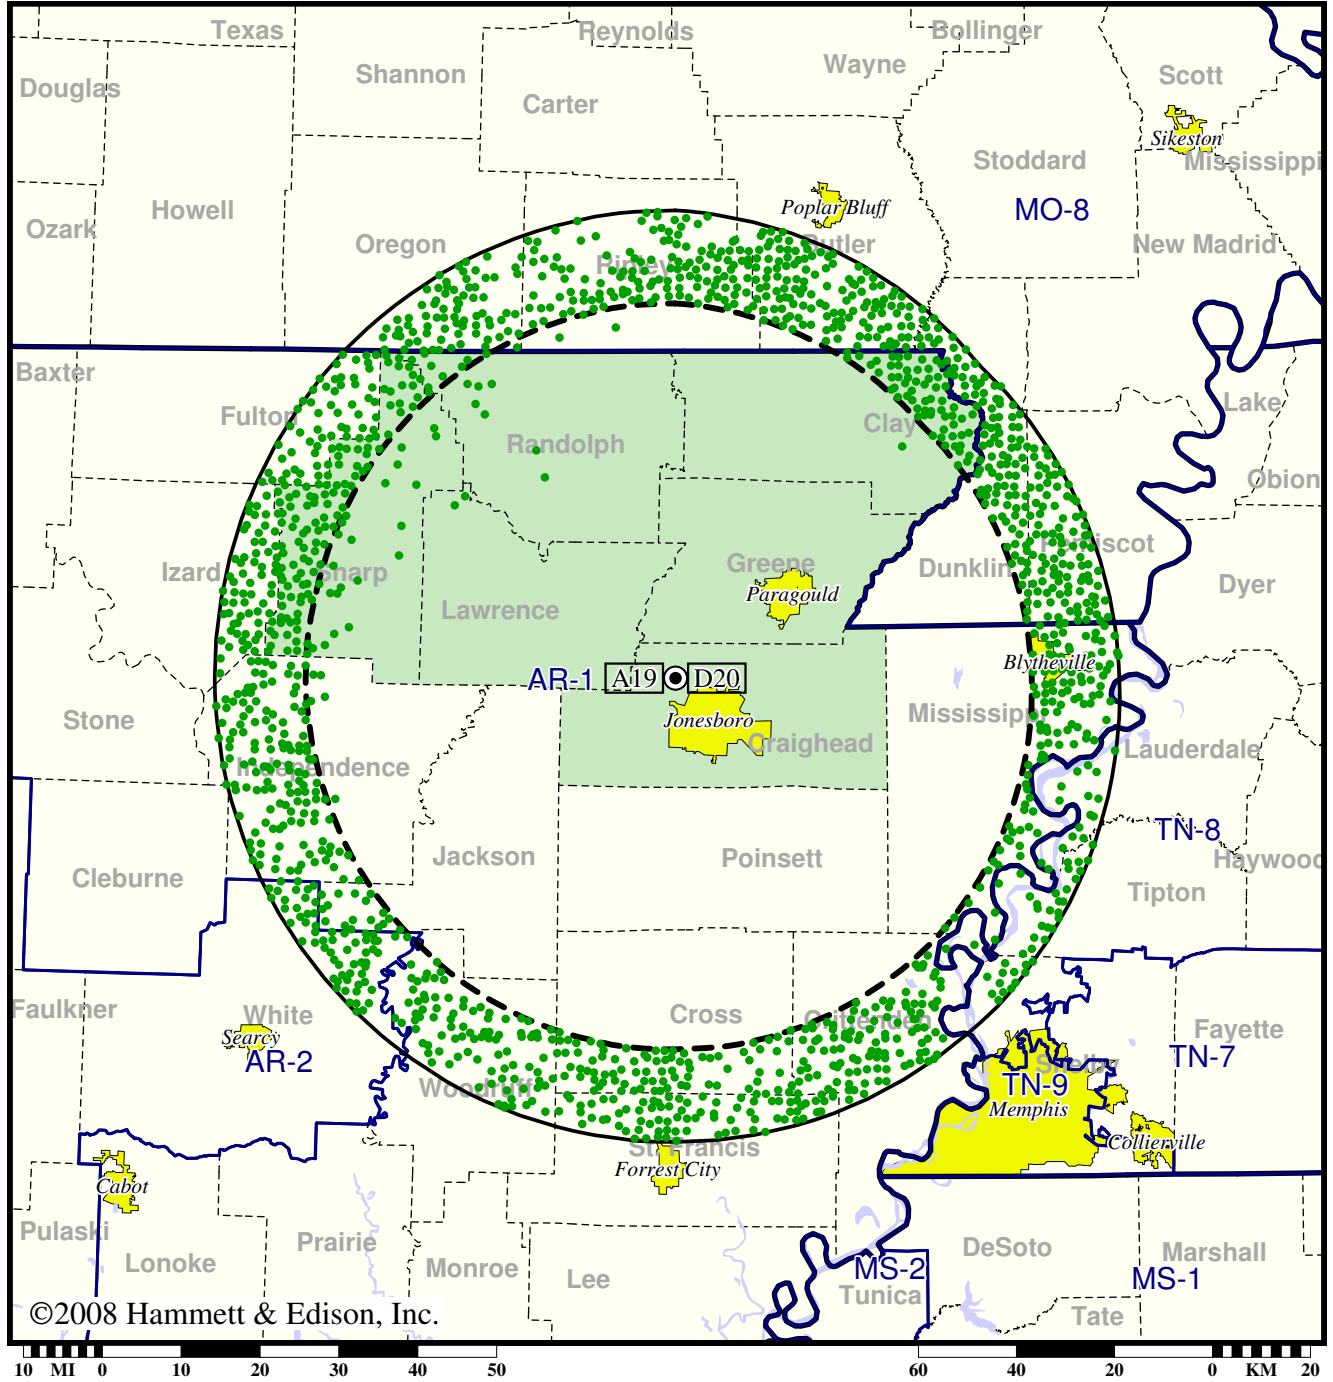 Texas
Reynolds
Bollinger
Shannon
Wayne
Scott
Douglas
Carter
Sikeston
Stoddard
Mississippi
Howell
Poplar Bluff
MO-8
Ozark
Oregon
Butler
New Madrid
Ripley
Baxter
Fulton
Lake
Randolph
Clay
Obion
Izard
Sharp
Greene
Dunklin
Pemiscot
Dyer
Lawrence
Paragould
Blytheville
AR-1
A19
D20
Stone
Jonesboro
Mississippi
Craighead
Lauderdale
Independence
TN-8
Jackson
Poinsett
Haywood
Cleburne
Tipton
Faulkner
White
Cross
Crittenden
Fayette
Searcy
AR-2
Shelby
TN-7
Woodruff
TN-9
Memphis
St. Francis
Collierville
Forrest City
Cabot
Pulaski
Lonoke
Prairie
Monroe
Lee
DeSoto
Marshall
MS-2
MS-1
Tunica
Tate
©2008 Hammett & Edison, Inc.
10 MI 0 10 20 30 40 50 60 40 20 0 KM 20